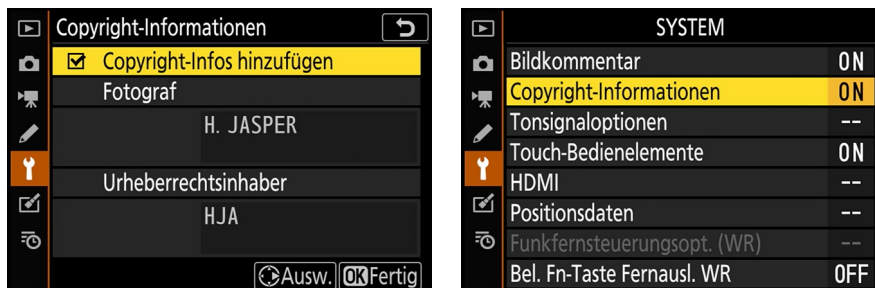 Copyright-Informationen
Copyright-Infos hinzufügen
Fotograf
H. JASPER
Urheberrechtsinhaber
HJA
Ausw. OK Fertig
SYSTEM
Bildkommentar ON
Copyright-Informationen ON
Tonsignaloptionen --
Touch-Bedienelemente ON
HDMI --
Positionsdaten --
Funkfernsteuerungsopt. (WR) --
Bel. Fn-Taste Fernausl. WR OFF